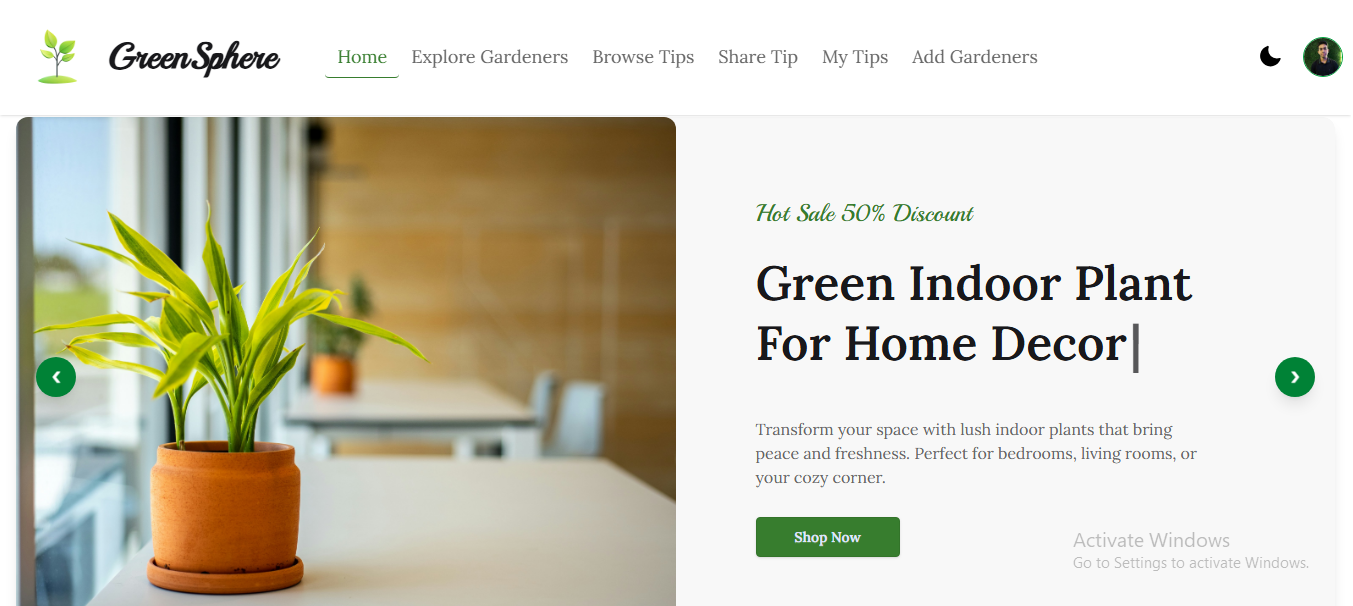 GreenSphere
Home Explore Gardeners Browse Tips Share Tip My Tips Add Gardeners
Hot Sale 50% Discount
Green Indoor Plant
For Home Decor|
Transform your space with lush indoor plants that bring
peace and freshness. Perfect for bedrooms, living rooms, or
your cozy corner.
Shop Now
Activate Windows
Go to Settings to activate Windows.